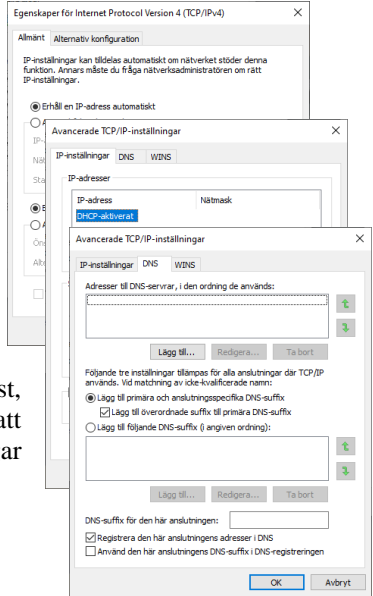 Egenskaper för Internet Protocol Version 4 (TCP/IPv4)
Allmänt Alternativ konfiguration
IP-inställningar kan tilldelas automatiskt om nätverket stöder denna
funktion. Annars måste du fråga nätverksadministratören om rätt
IP-inställningar.
Erhåll en IP-adress automatiskt
A
IP-
Nät
Sta
Avancerade TCP/IP-inställningar
IP-inställningar DNS WINS
IP-adresser
IP-adress Nätmask
DHCP-aktiverat
Öns
Alte
Avancerade TCP/IP-inställningar
IP-inställningar DNS WINS
Adresser till DNS-servrar, i den ordning de används:
Lägg till... Redigera... Ta bort
Följande tre inställningar tillämpas för alla anslutningar där TCP/IP
används. Vid matchning av icke-kvalificerade namn:
Lägg till primära och anslutningsspecifika DNS-suffix
Lägg till överordnade suffix till primära DNS-suffix
Lägg till följande DNS-suffix (i angiven ordning):
Lägg till... Redigera... Ta bort
DNS-suffix för den här anslutningen:
Registrera den här anslutningens adresser i DNS
Använd den här anslutningens DNS-suffix i DNS-registreringen
OK Avbryt
st,
att
ar